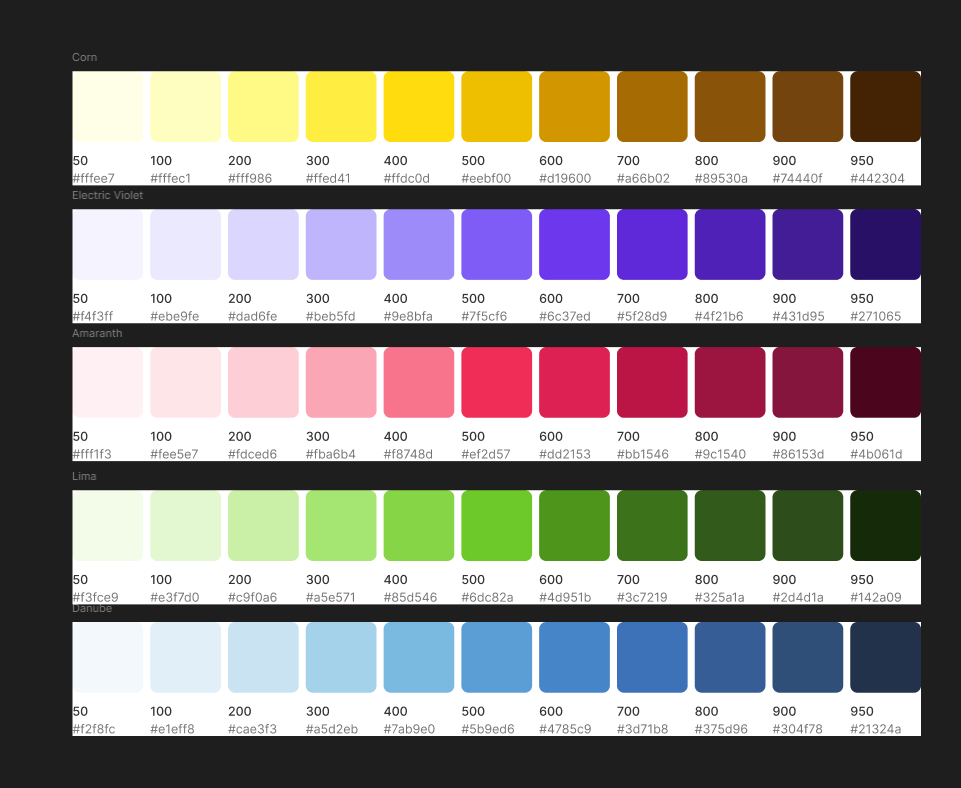 Corn
50 100 200 300 400 500 600 700 800 900 950
#fffee7 #fffec1 #fff986 #ffed41 #ffdc0d #eebf00 #d19600 #a66b02 #89530a #74440f #442304
Electric Violet
50 100 200 300 400 500 600 700 800 900 950
#f4f3ff #ebe9fe #dad6fe #beb5fd #9e8bfa #7f5cf6 #6c37ed #5f28d9 #4f21b6 #431d95 #271065
Amaranth
50 100 200 300 400 500 600 700 800 900 950
#fff1f3 #fee5e7 #fdced6 #fba6b4 #f8748d #ef2d57 #dd2153 #bb1546 #9c1540 #86153d #4b061d
Lima
50 100 200 300 400 500 600 700 800 900 950
#f3fce9 #e3f7d0 #c9f0a6 #a5e571 #85d546 #6dc82a #4d951b #3c7219 #325a1a #2d4d1a #142a09
Danube
50 100 200 300 400 500 600 700 800 900 950
#f2f8fc #e1eff8 #cae3f3 #a5d2eb #7ab9e0 #5b9ed6 #4785c9 #3d71b8 #375d96 #304f78 #21324a